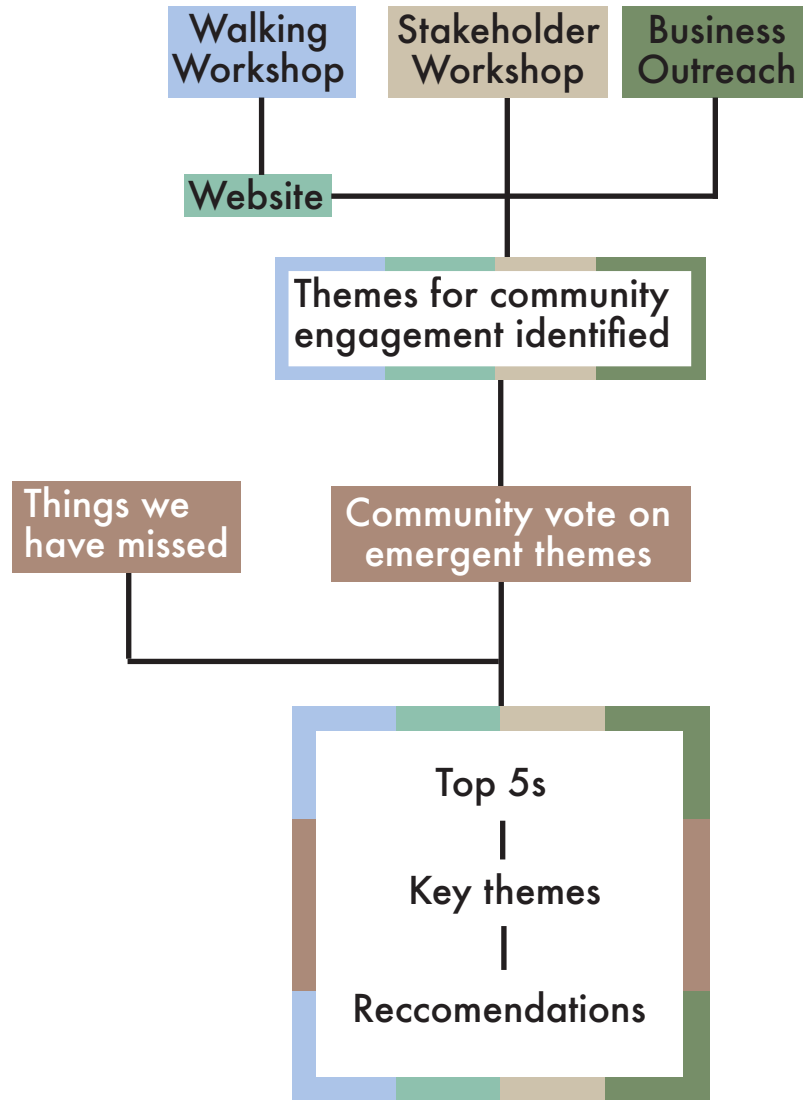 Walking
Workshop
Stakeholder
Workshop
Business
Outreach
Website
Themes for community
engagement identified
Things we
have missed
Community vote on
emergent themes
Top 5s
Key themes
Reccomendations